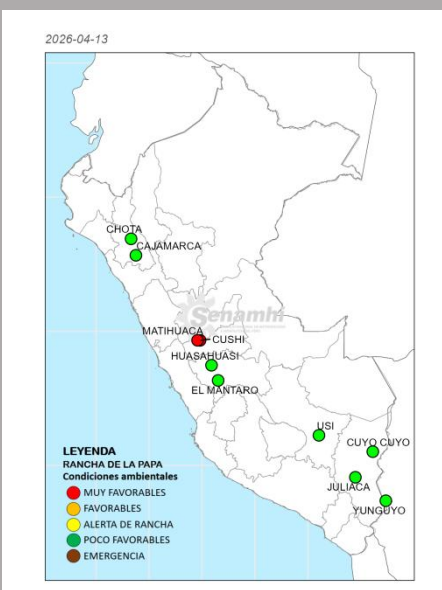 2026-04-13
CHOTA
CAJAMARCA
Senamhi
MATIHUACA
CUSHI
HUASAHUASI
EL MANTARO
USI
CUYO CUYO
JULIACA
YUNGUYO
LEYENDA
RANCHA DE LA PAPA
Condiciones ambientales
MUY FAVORABLES
FAVORABLES
ALERTA DE RANCHA
POCO FAVORABLES
EMERGENCIA